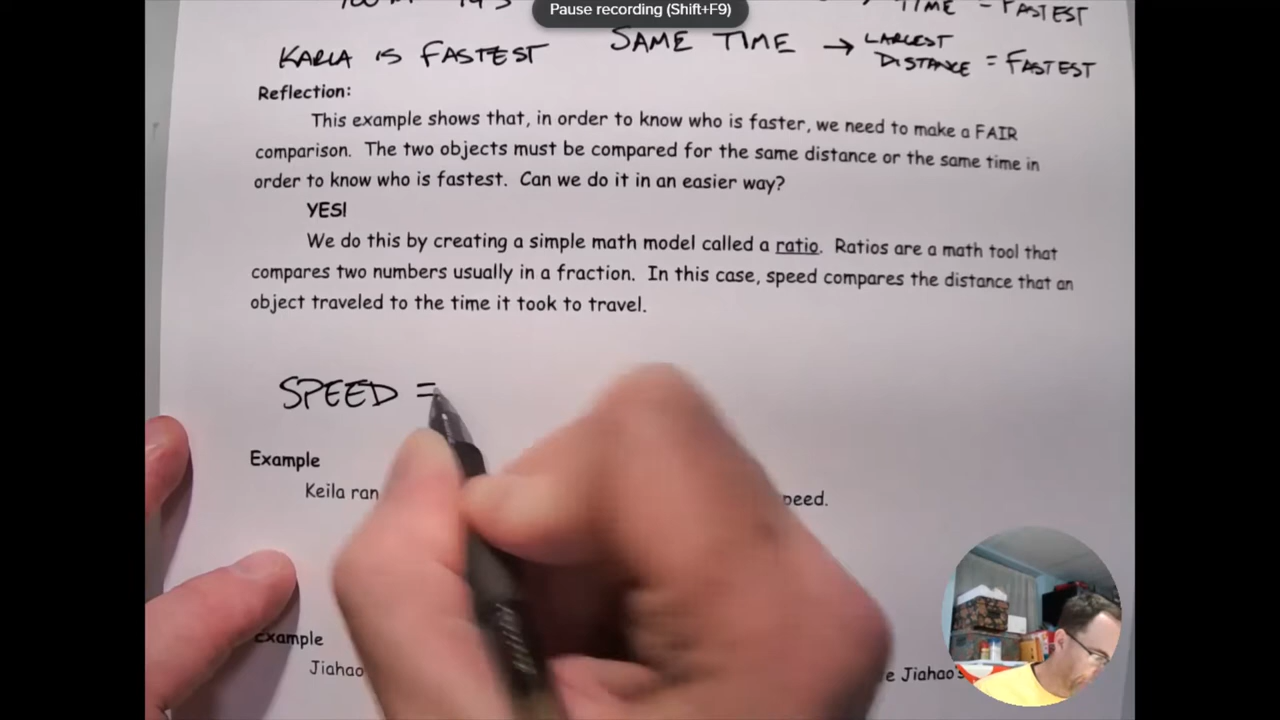 Pause recording (Shift+F9)
TIME = FASTEST
KARLA IS FASTEST SAME TIME → LARGEST DISTANCE = FASTEST
Reflection:
This example shows that, in order to know who is faster, we need to make a FAIR
comparison. The two objects must be compared for the same distance or the same time in
order to know who is fastest. Can we do it in an easier way?
YES!
We do this by creating a simple math model called a ratio. Ratios are a math tool that
compares two numbers usually in a fraction. In this case, speed compares the distance that an
object traveled to the time it took to travel.
SPEED =
Example
Keila ran peed.
Example
Jiahao e Jiahao's